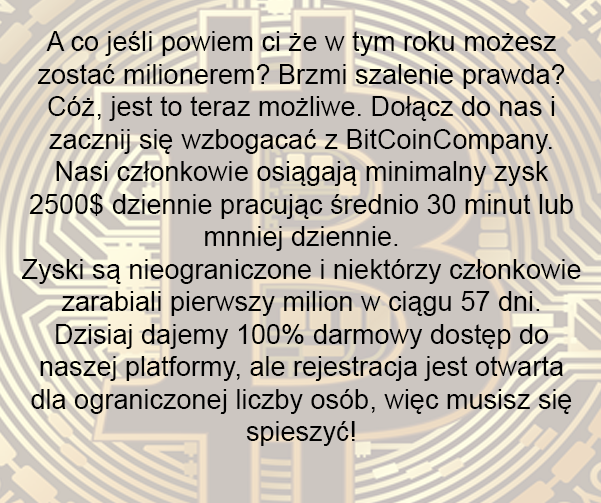 A co jeśli powiem ci że w tym roku możesz
zostać milionerem? Brzmi szalenie prawda?
Cóż, jest to teraz możliwe. Dołącz do nas i
zacznij się wzbogacać z BitCoinCompany.
Nasi członkowie osiągają minimalny zysk
2500$ dziennie pracując średnio 30 minut lub
mnniej dziennie.
Zyski są nieograniczone i niektórzy członkowie
zarabiali pierwszy milion w ciągu 57 dni.
Dzisiaj dajemy 100% darmowy dostęp do
naszej platformy, ale rejestracja jest otwarta
dla ograniczonej liczby osób, więc musisz się
spieszyć!